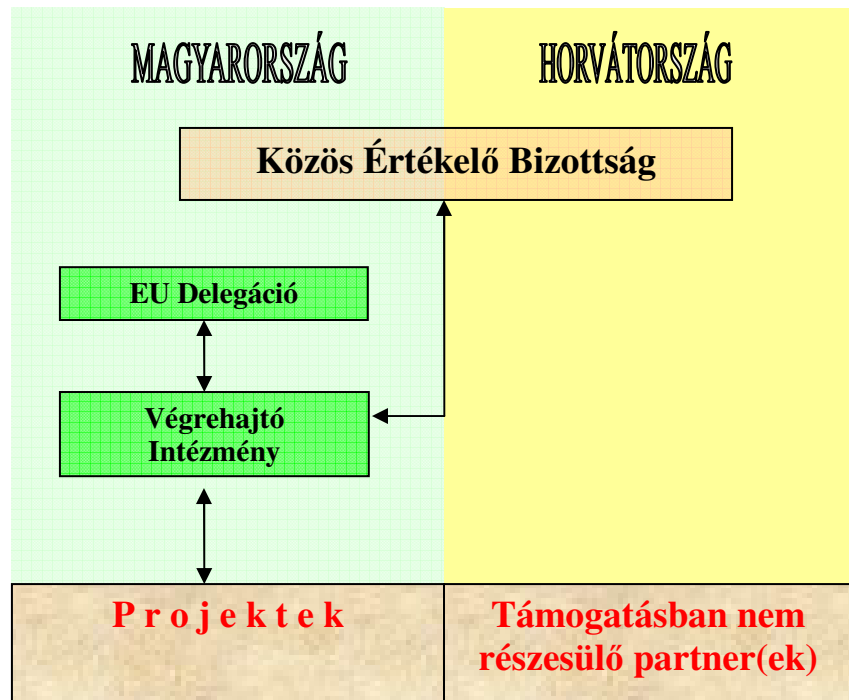 MAGYARORSZÁG
HORVÁTORSZÁG
Közös Értékelő Bizottság
EU Delegáció
Végrehajtó
Intézmény
P r o j e k t e k
Támogatásban nem
részesülő partner(ek)